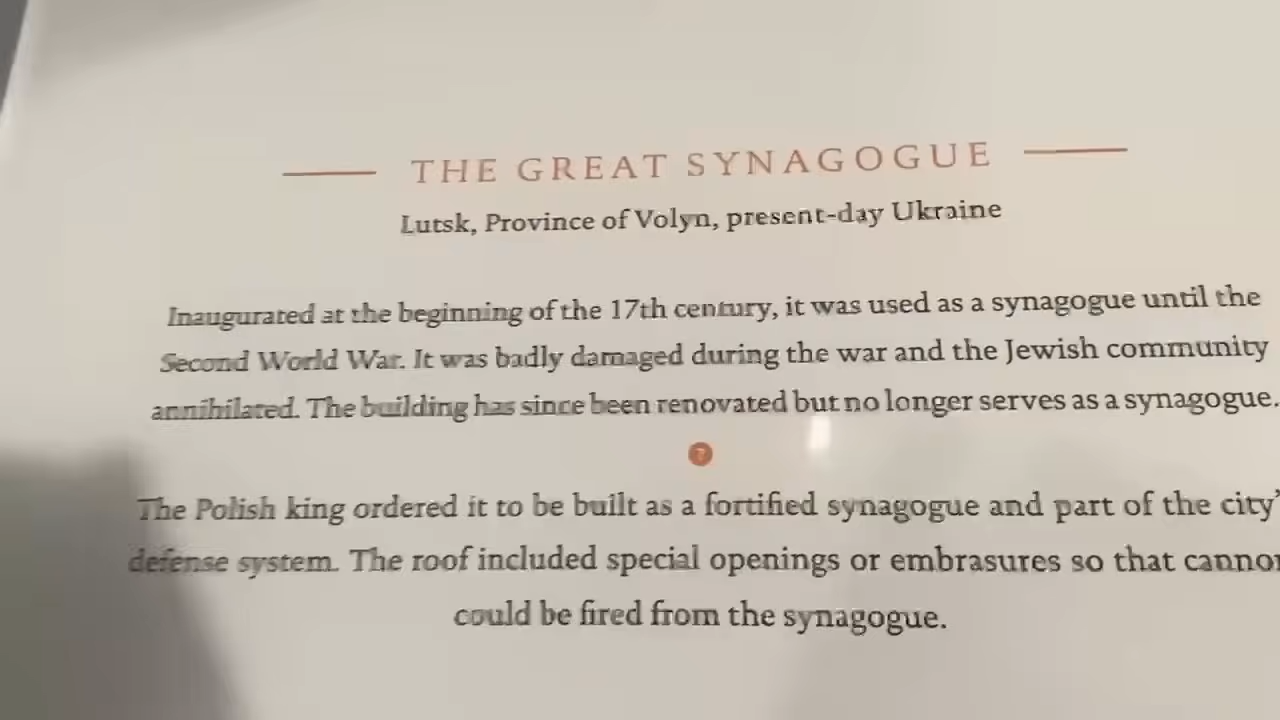 THE GREAT SYNAGOGUE
Lutsk, Province of Volyn, present-day Ukraine
Inaugurated at the beginning of the 17th century, it was used as a synagogue until the
Second World War. It was badly damaged during the war and the Jewish community
annihilated. The building has since been renovated but no longer serves as a synagogue.
The Polish king ordered it to be built as a fortified synagogue and part of the city'
defense system. The roof included special openings or embrasures so that canno
could be fired from the synagogue.